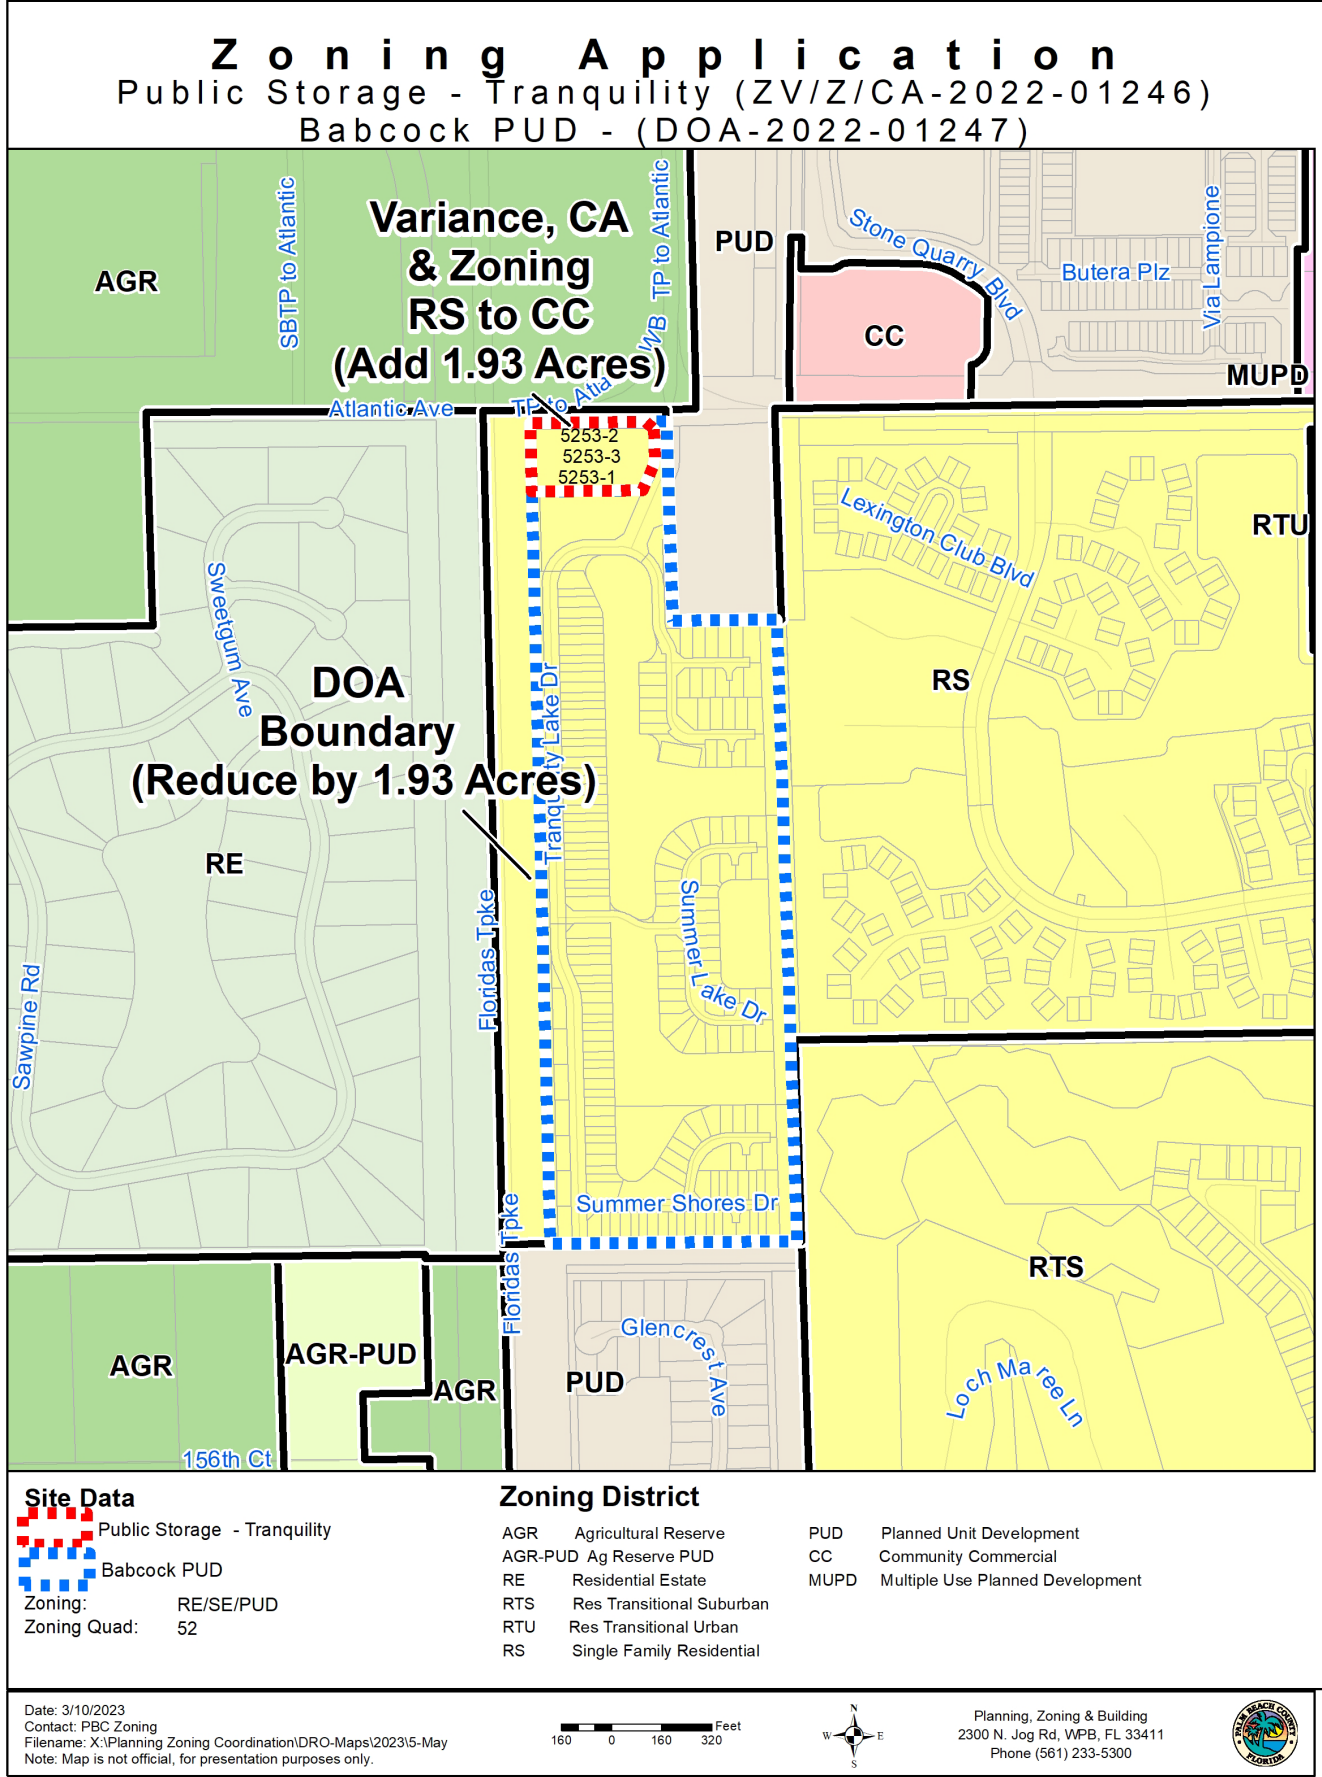 Zoning Application
Public Storage - Tranquility (ZV/Z/CA-2022-01246)
Babcock PUD - (DOA-2022-01247)
SBTP to Atlantic
Variance, CA
& Zoning
RS to CC
(Add 1.93 Acres)
WB TP to Atlantic
PUD
Stone Quarry Blvd
Butera Plz
Via Lampione
AGR
CC
MUPD
Atlantic Ave
TP to Atla
5253-2
5253-3
5253-1
Lexington Club Blvd
RTU
Sweetgum Ave
DOA
Boundary
(Reduce by 1.93 Acres)
Tranquility Lake Dr
RS
RE
Floridas Tpke
Summer Lake Dr
Sawpine Rd
Summer Shores Dr
Floridas Tpke
RTS
AGR
AGR-PUD
AGR
PUD
Glencrest Ave
Loch Maree Ln
156th Ct
Site Data
Public Storage - Tranquility
Babcock PUD
Zoning: RE/SE/PUD
Zoning Quad: 52
Zoning District
AGR Agricultural Reserve
AGR-PUD Ag Reserve PUD
RE Residential Estate
RTS Res Transitional Suburban
RTU Res Transitional Urban
RS Single Family Residential
PUD Planned Unit Development
CC Community Commercial
MUPD Multiple Use Planned Development
Date: 3/10/2023
Contact: PBC Zoning
Filename: X:\Planning Zoning Coordination\DRO-Maps\2023\5-May
Note: Map is not official, for presentation purposes only.
Feet
160 0 160 320
N
W E
S
Planning, Zoning & Building
2300 N. Jog Rd, WPB, FL 33411
Phone (561) 233-5300
PALM BEACH COUNTY
FLORIDA